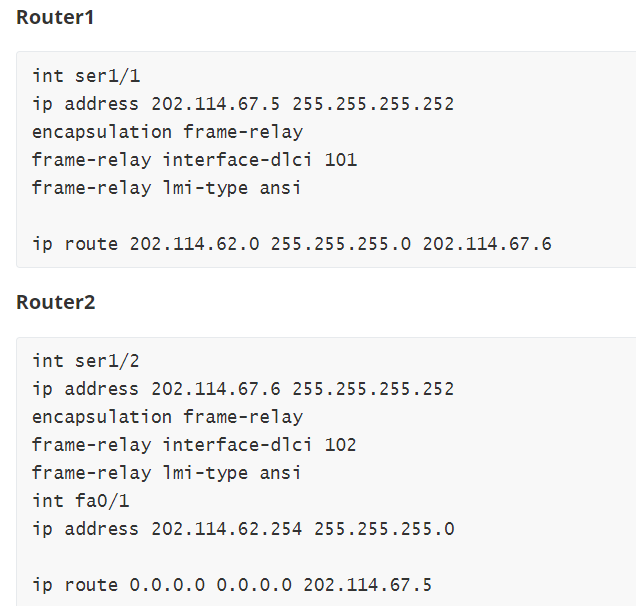 Router1
int ser1/1
ip address 202.114.67.5 255.255.255.252
encapsulation frame-relay
frame-relay interface-dlci 101
frame-relay lmi-type ansi
ip route 202.114.62.0 255.255.255.0 202.114.67.6
Router2
int ser1/2
ip address 202.114.67.6 255.255.255.252
encapsulation frame-relay
frame-relay interface-dlci 102
frame-relay lmi-type ansi
int fa0/1
ip address 202.114.62.254 255.255.255.0
ip route 0.0.0.0 0.0.0.0 202.114.67.5